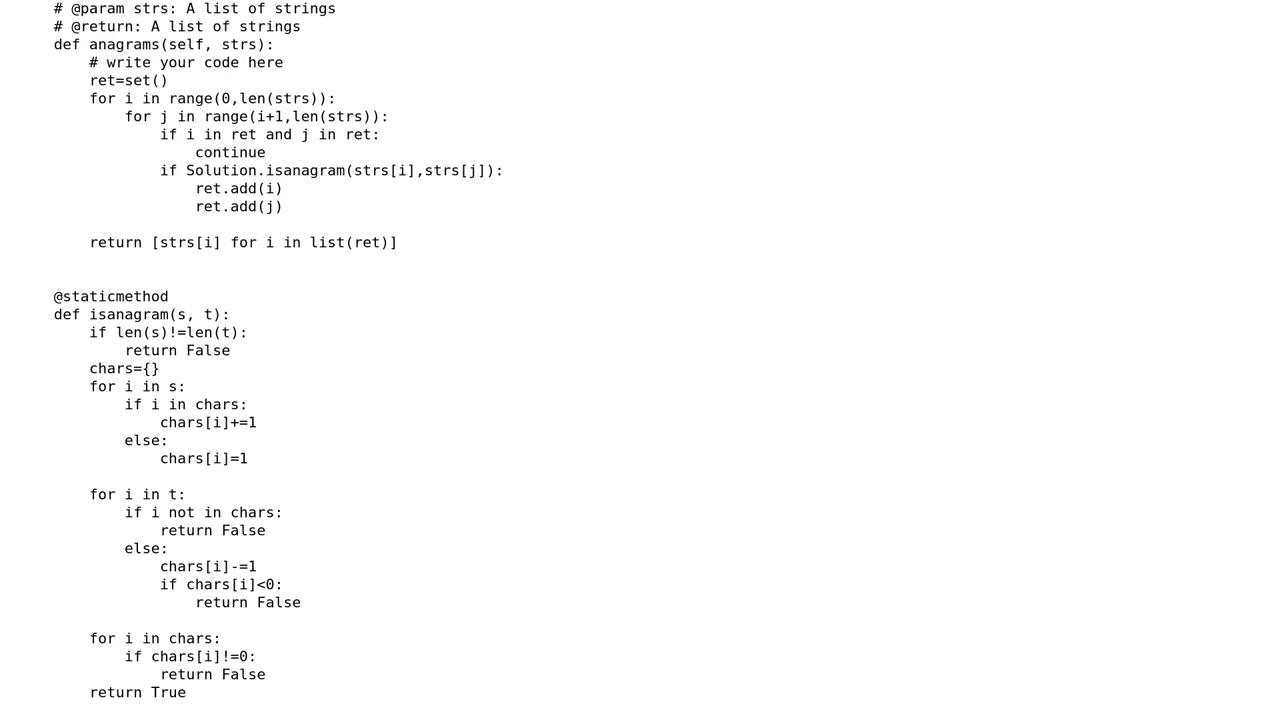 # @param strs: A list of strings
# @return: A list of strings
def anagrams(self, strs):
    # write your code here
    ret=set()
    for i in range(0,len(strs)):
        for j in range(i+1,len(strs)):
            if i in ret and j in ret:
                continue
            if Solution.isanagram(strs[i],strs[j]):
                ret.add(i)
                ret.add(j)

    return [strs[i] for i in list(ret)]


@staticmethod
def isanagram(s, t):
    if len(s)!=len(t):
        return False
    chars={}
    for i in s:
        if i in chars:
            chars[i]+=1
        else:
            chars[i]=1

    for i in t:
        if i not in chars:
            return False
        else:
            chars[i]-=1
            if chars[i]<0:
                return False

    for i in chars:
        if chars[i]!=0:
            return False
    return True